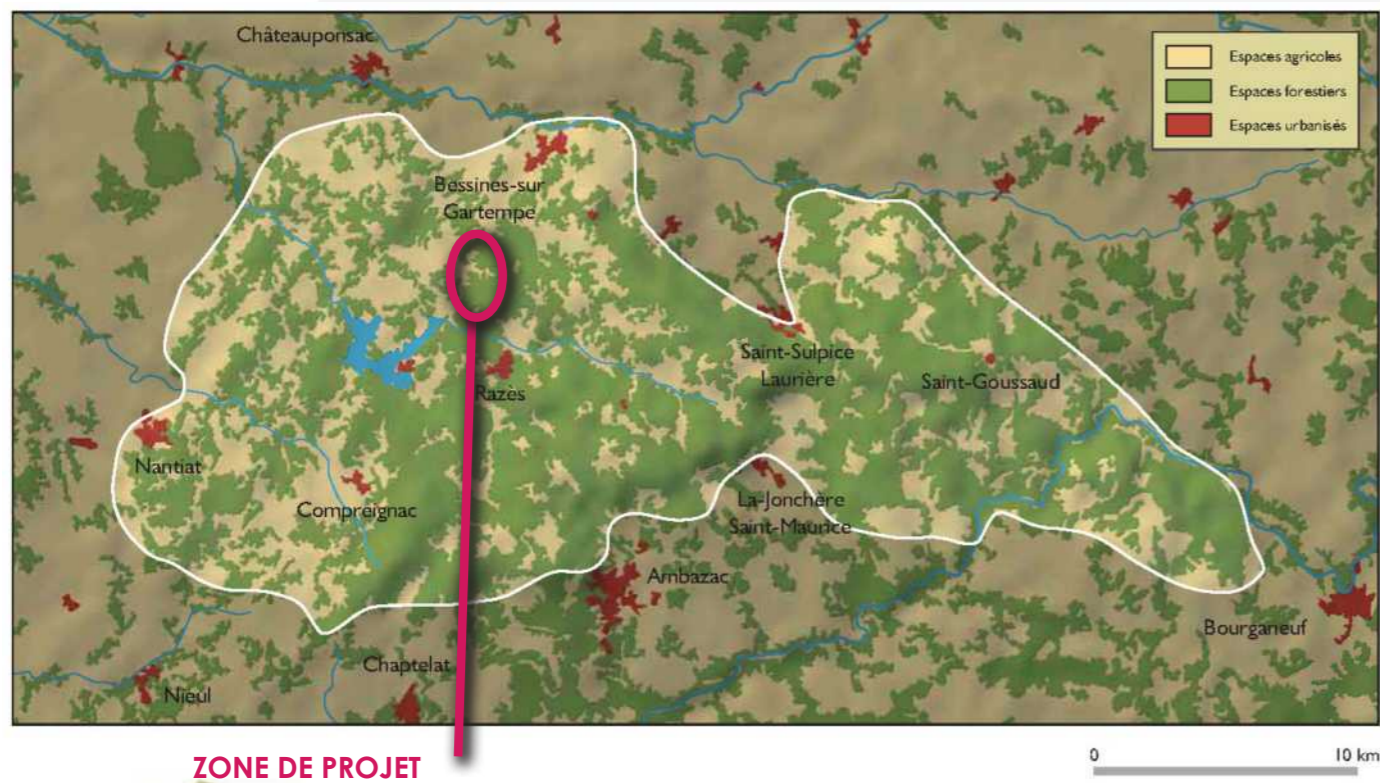 Châteauponsac
Espaces agricoles
Espaces forestiers
Espaces urbanisés
Bessines-sur
Gartempe
Saint-Sulpice
Laurière
Saint-Goussaud
Razès
Nantiat
Compreignac
La-Jonchère
Saint-Maurice
Ambazac
Bourganeuf
Chaptelat
Nieul
0 10 km
ZONE DE PROJET